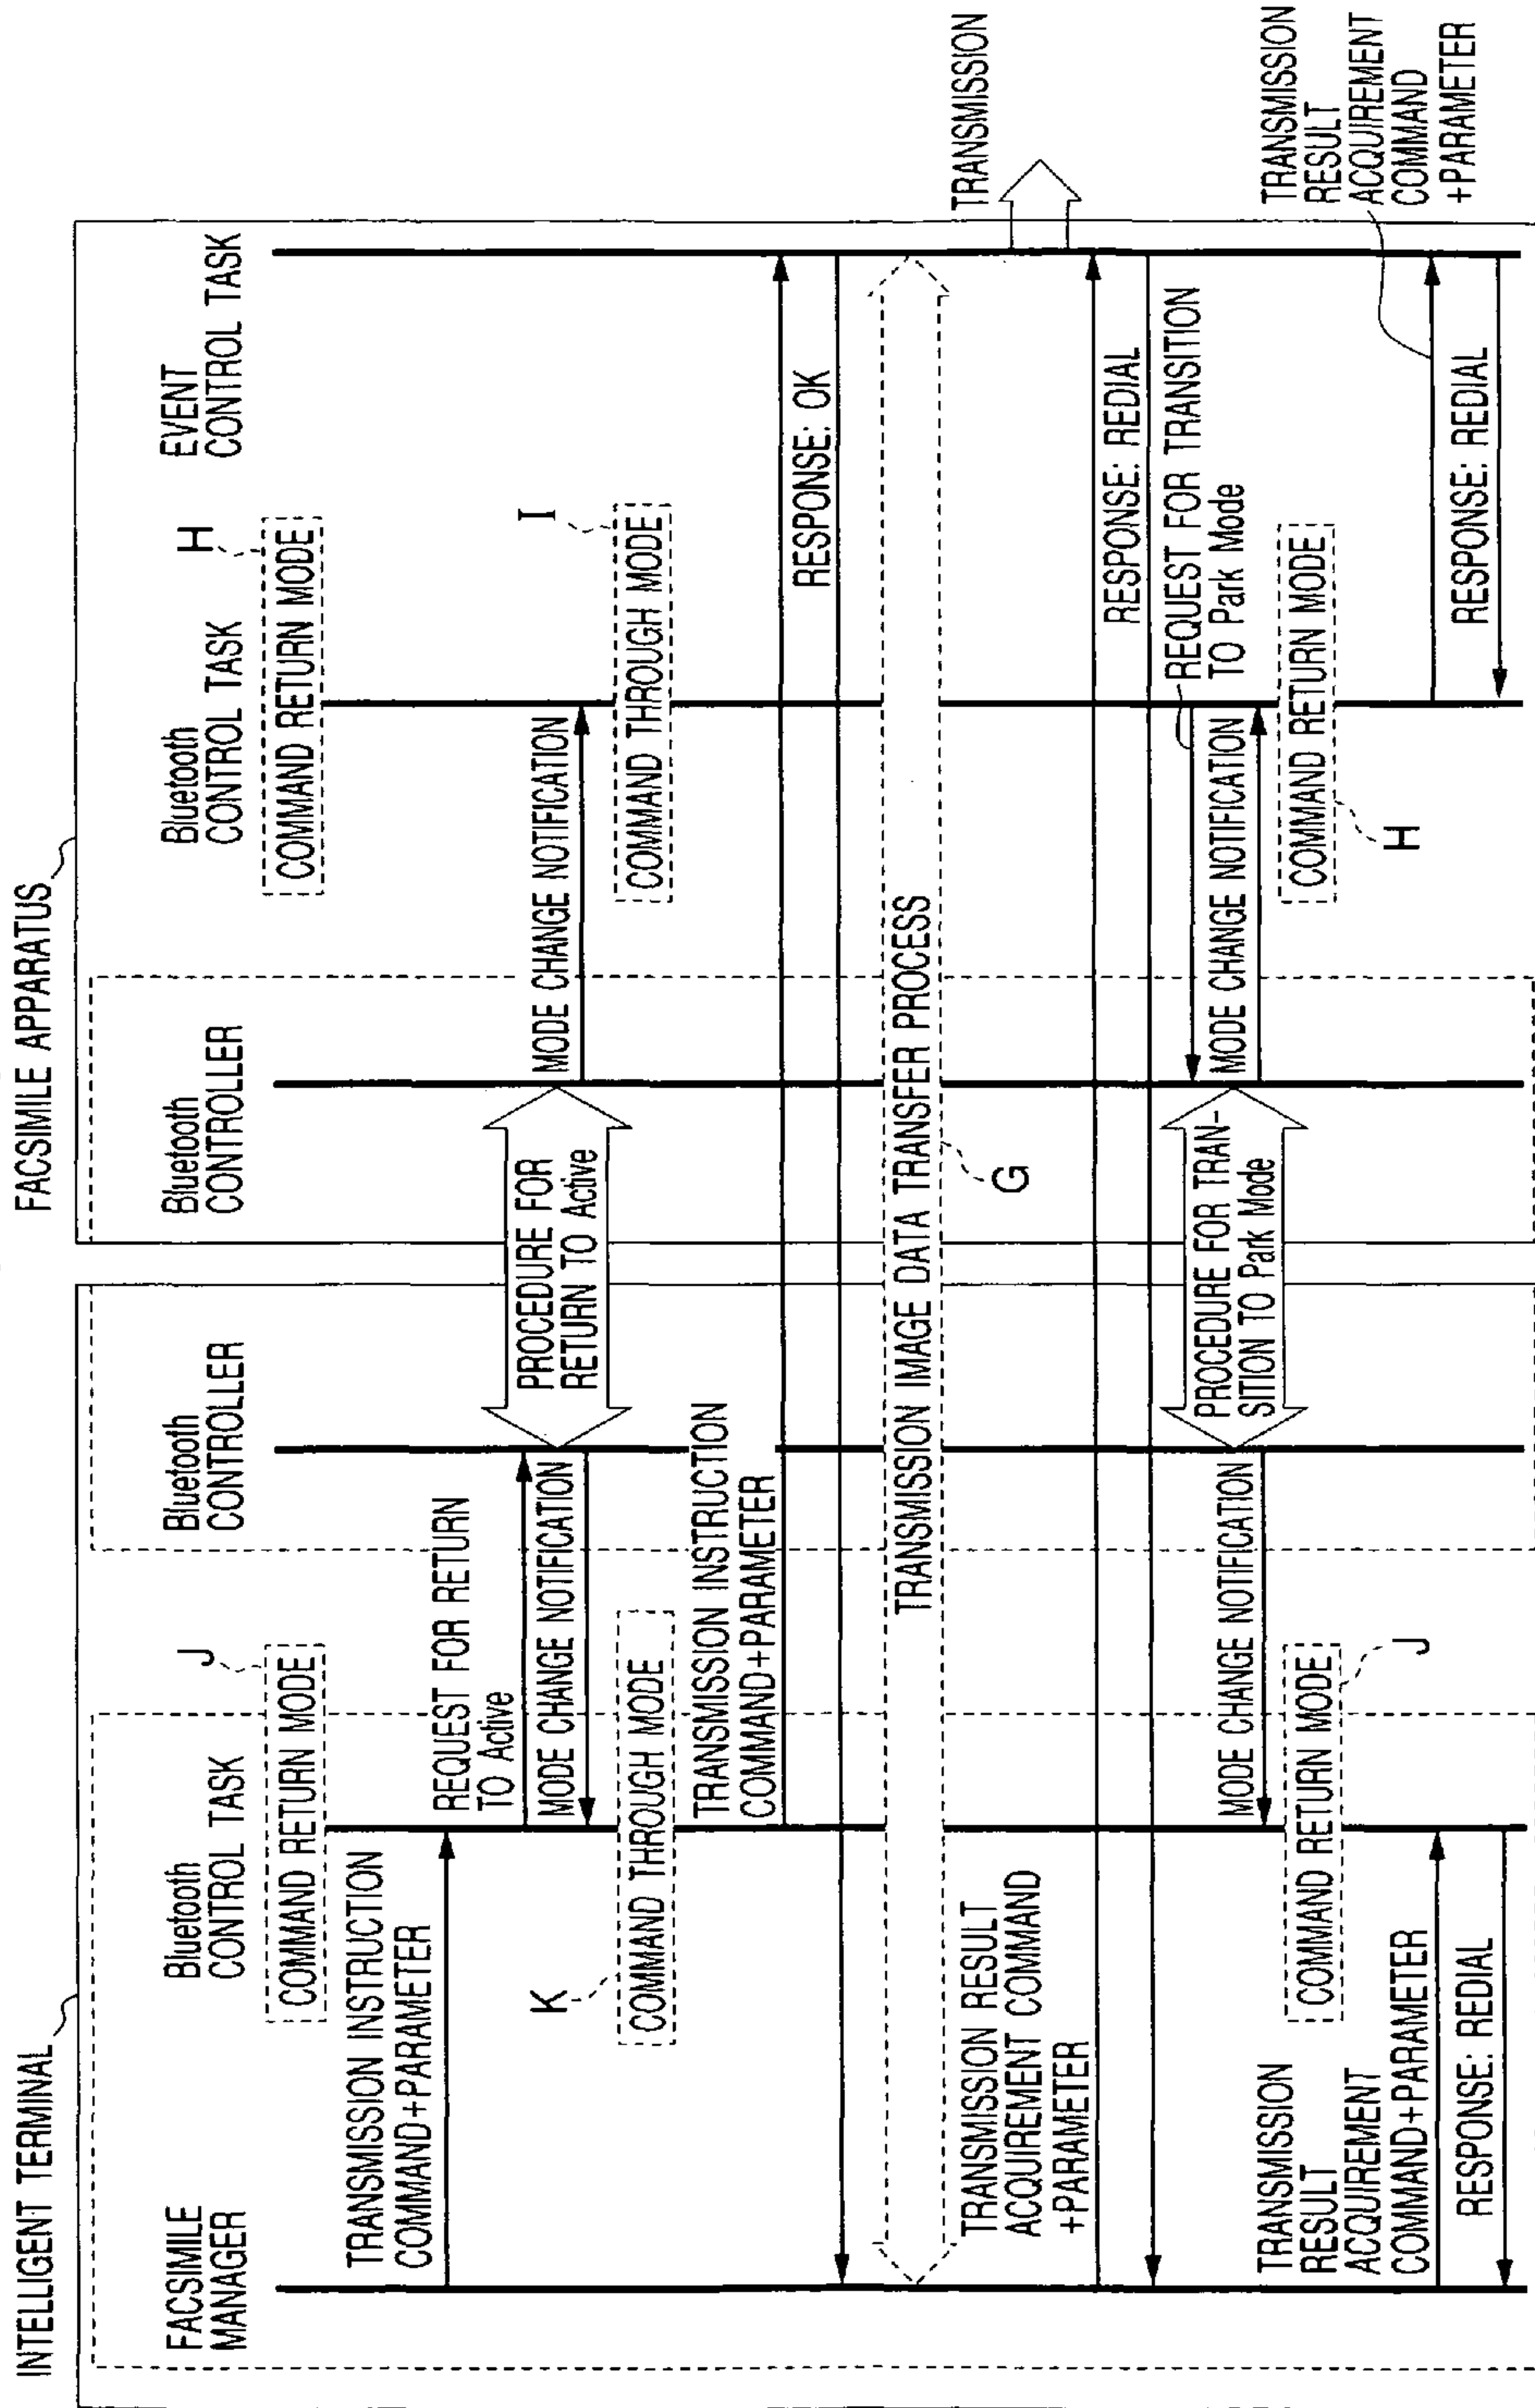 INTELLIGENT TERMINAL
FACSIMILE APPARATUS
FACSIMILE
MANAGER
Bluetooth
CONTROL TASK
Bluetooth
CONTROLLER
Bluetooth
CONTROLLER
Bluetooth
CONTROL TASK
EVENT
CONTROL TASK
J
COMMAND RETURN MODE
H
COMMAND RETURN MODE
TRANSMISSION INSTRUCTION
COMMAND+PARAMETER
REQUEST FOR RETURN
TO Active
MODE CHANGE NOTIFICATION
PROCEDURE FOR
RETURN TO Active
MODE CHANGE NOTIFICATION
K
COMMAND THROUGH MODE
I
COMMAND THROUGH MODE
TRANSMISSION INSTRUCTION
COMMAND+PARAMETER
RESPONSE: OK
TRANSMISSION IMAGE DATA TRANSFER PROCESS
G
TRANSMISSION
TRANSMISSION RESULT
ACQUIREMENT COMMAND
+PARAMETER
RESPONSE: REDIAL
REQUEST FOR TRANSITION
TO Park Mode
PROCEDURE FOR TRAN-
SITION TO Park Mode
MODE CHANGE NOTIFICATION
MODE CHANGE NOTIFICATION
COMMAND RETURN MODE
J
COMMAND RETURN MODE
H
TRANSMISSION
RESULT
ACQUIREMENT
COMMAND+PARAMETER
RESPONSE: REDIAL
TRANSMISSION
RESULT
ACQUIREMENT
COMMAND
+PARAMETER
RESPONSE: REDIAL